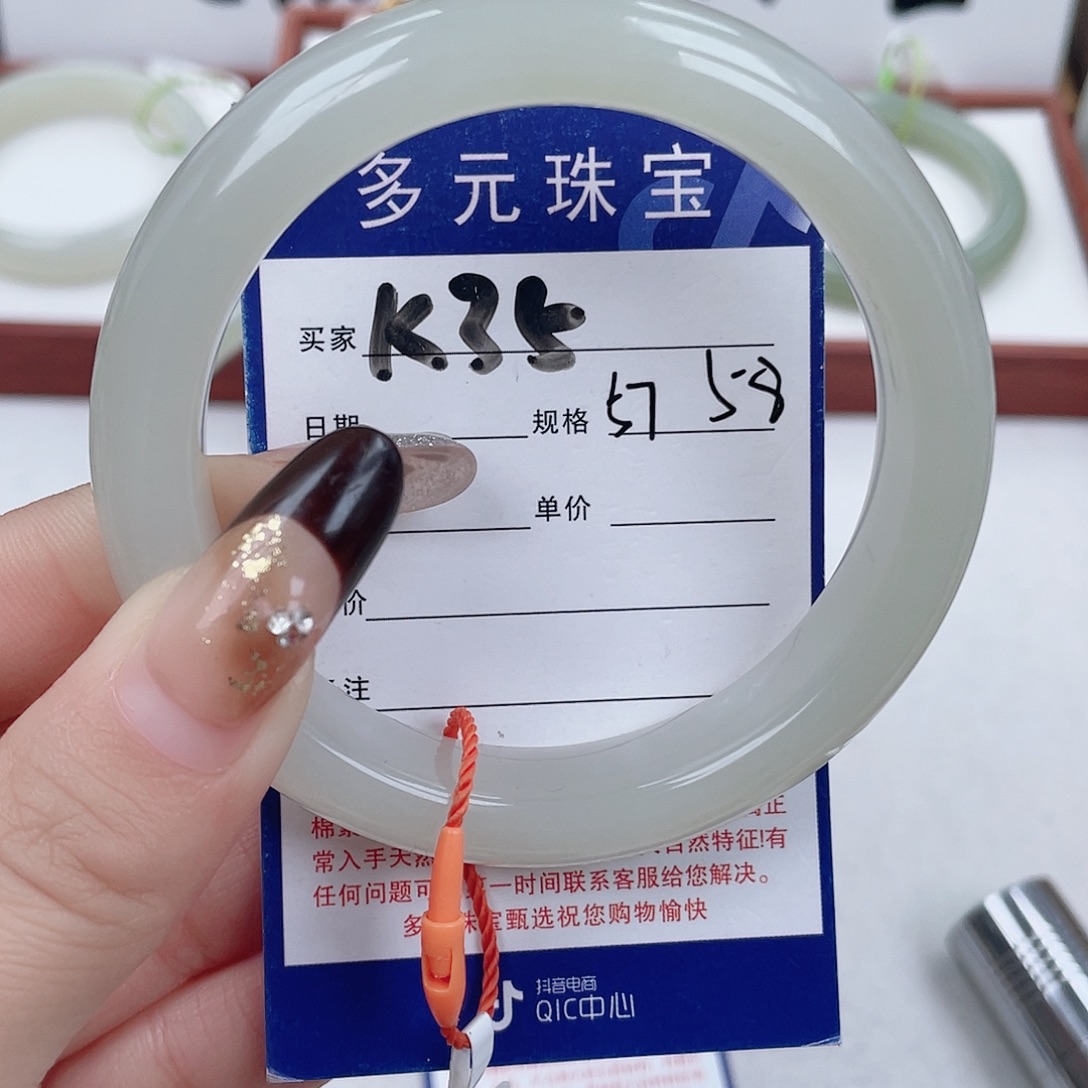 多元珠宝
买家 K35
日期 规格 57 58
单价
价
注
正
常入手天然 自然特征!有
任何问题可 一时间联系客服给您解决。
多 珠宝甄选祝您购物愉快
抖音电商
QIC中心